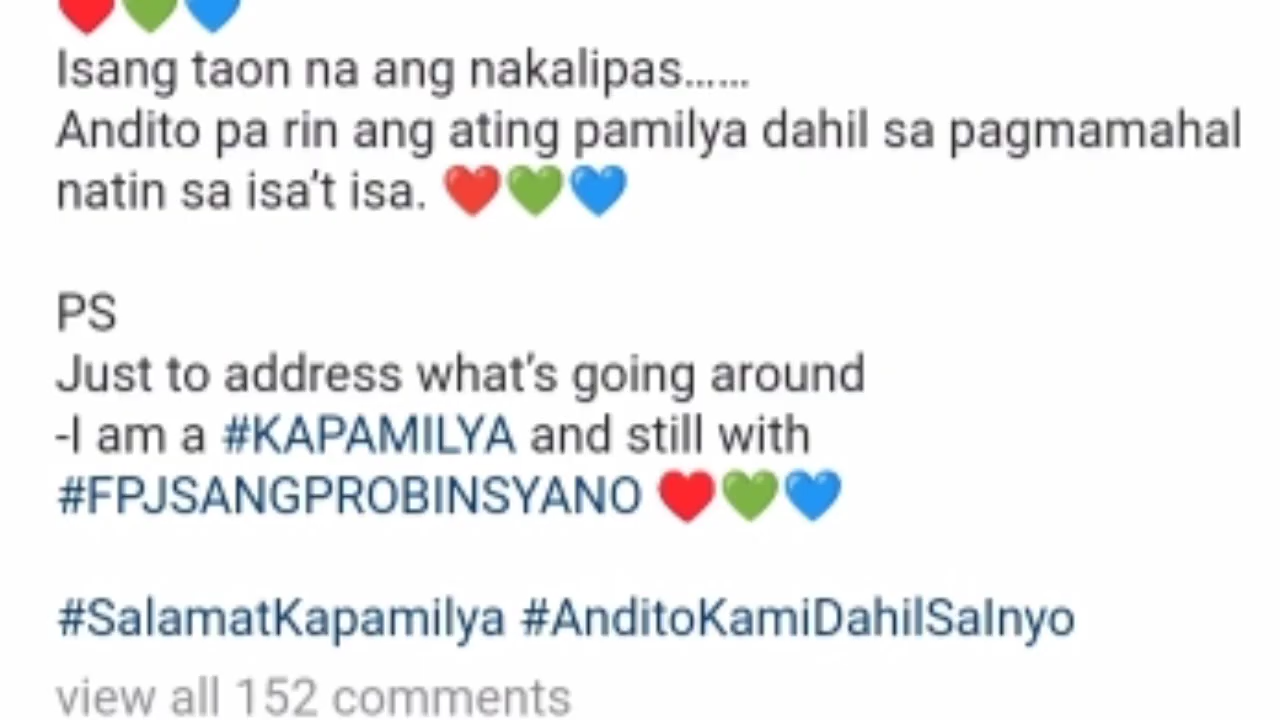 ❤️💚💙
Isang taon na ang nakalipas......
Andito pa rin ang ating pamilya dahil sa pagmamahal
natin sa isa't isa. ❤️💚💙
PS
Just to address what's going around
-I am a #KAPAMILYA and still with
#FPJSANGPROBINSYANO ❤️💚💙
#SalamatKapamilya #AnditoKamiDahilSaInyo
view all 152 comments